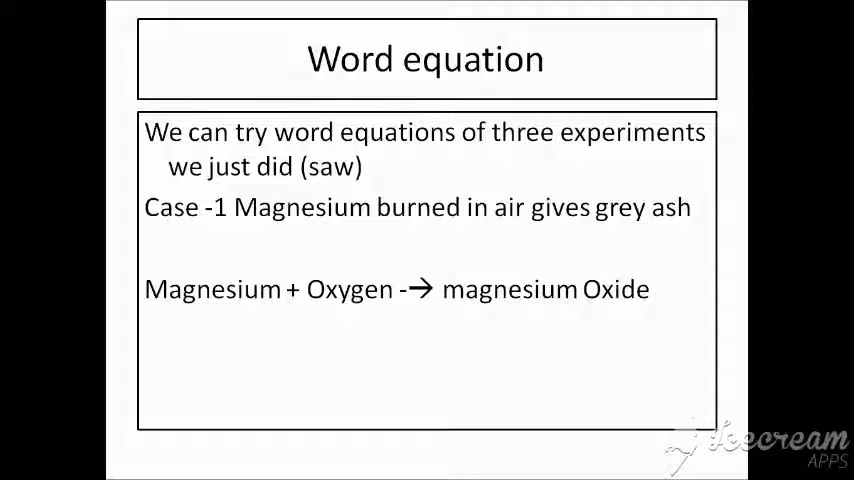 Word equation
We can try word equations of three experiments
we just did (saw)
Case -1 Magnesium burned in air gives grey ash
Magnesium + Oxygen -→ magnesium Oxide
Icecream
APPS